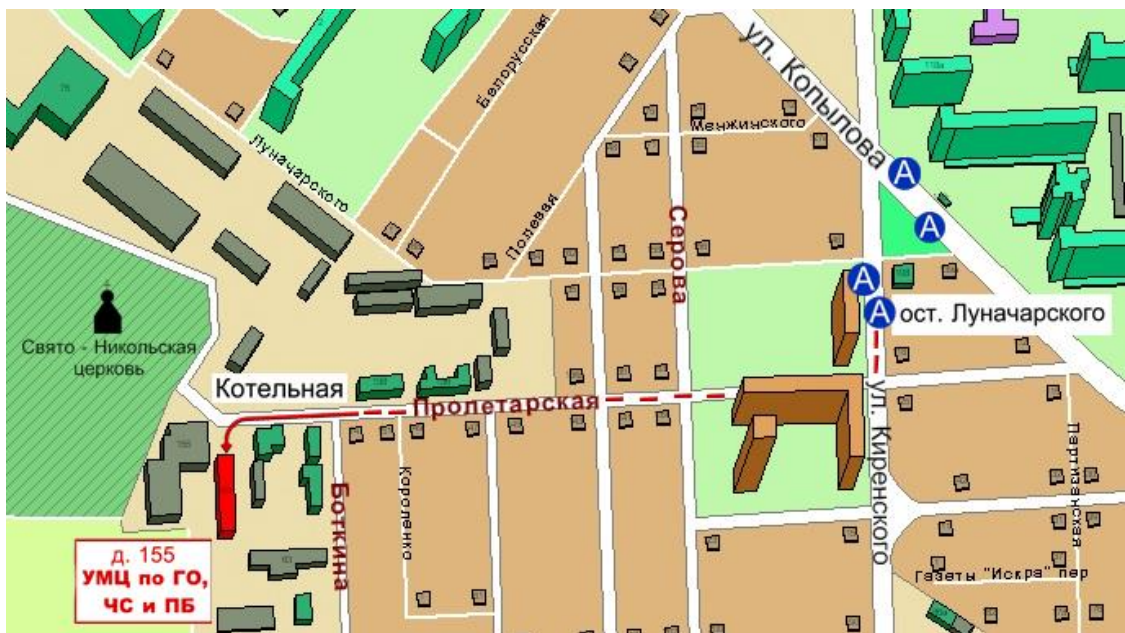 ул. Копылова
Белорусская
Луначарского
Менжинского
Полевая
Серова
А
А
А
А
ост. Луначарского
Свято - Никольская
церковь
Котельная
Пролетарская
ул. Киренского
Партизанская
Короленко
Боткина
Газеты "Искра" пер
д. 155
УМЦ по ГО,
ЧС и ПБ